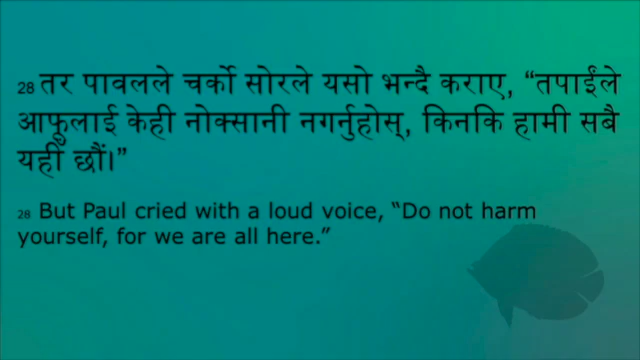 28 तर पावलले चर्को सोरले यसो भन्दै कराए, “तपाईंले
आफूलाई केही नोक्सानी नगर्नुहोस्, किनकि हामी सबै
यहीँ छौं।”
28 But Paul cried with a loud voice, “Do not harm
yourself, for we are all here.”